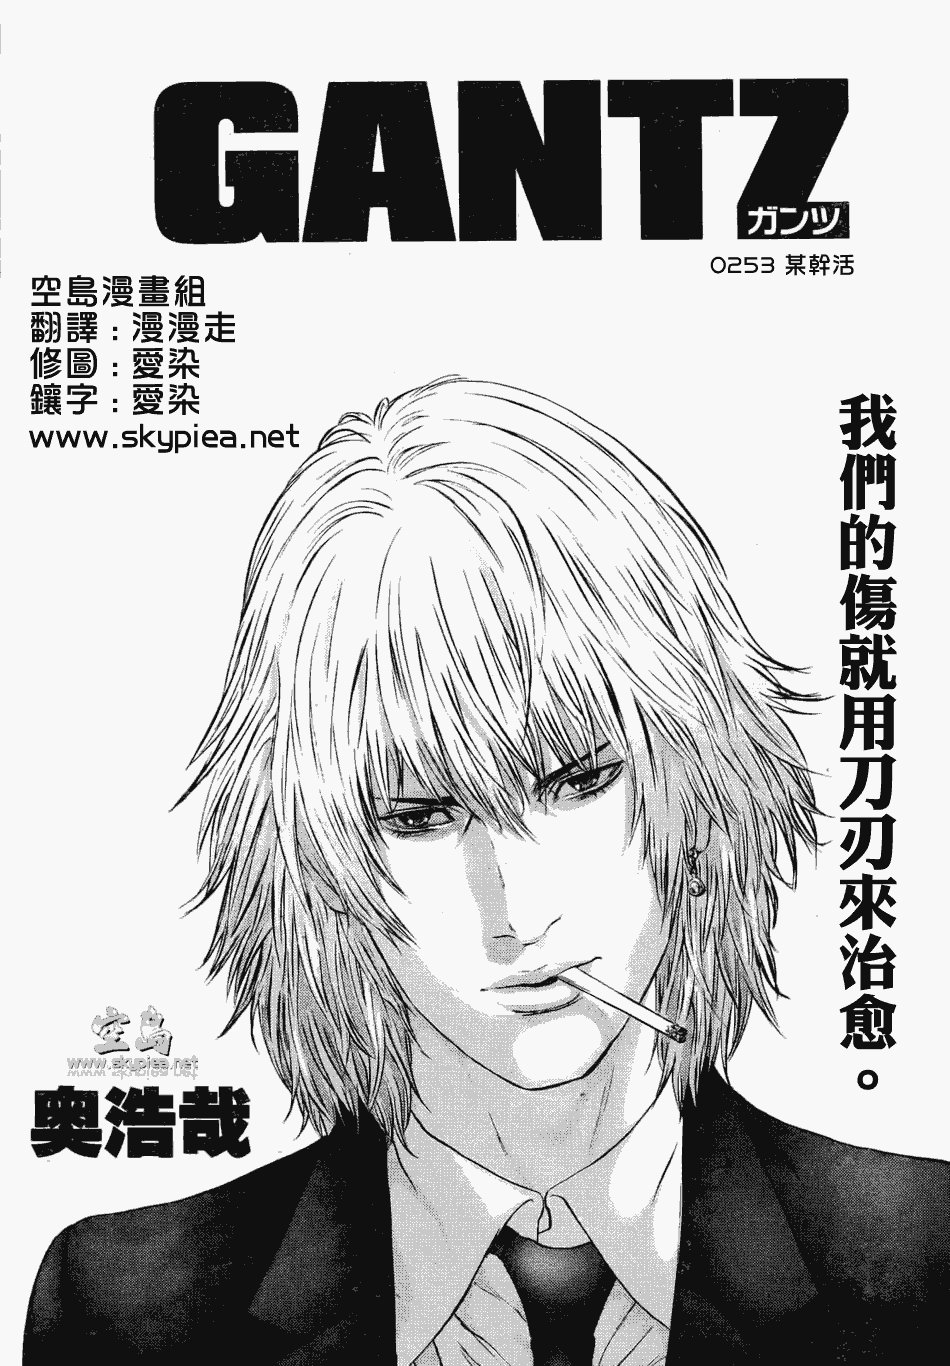 GANTZ
ガンツ
0253 某幹活
空島漫畫組
翻譯：漫漫走
修圖：愛染
鑲字：愛染
www.skypiea.net
我們的傷就用刀刃來治愈。
空島
www.skypiea.net
奧浩哉